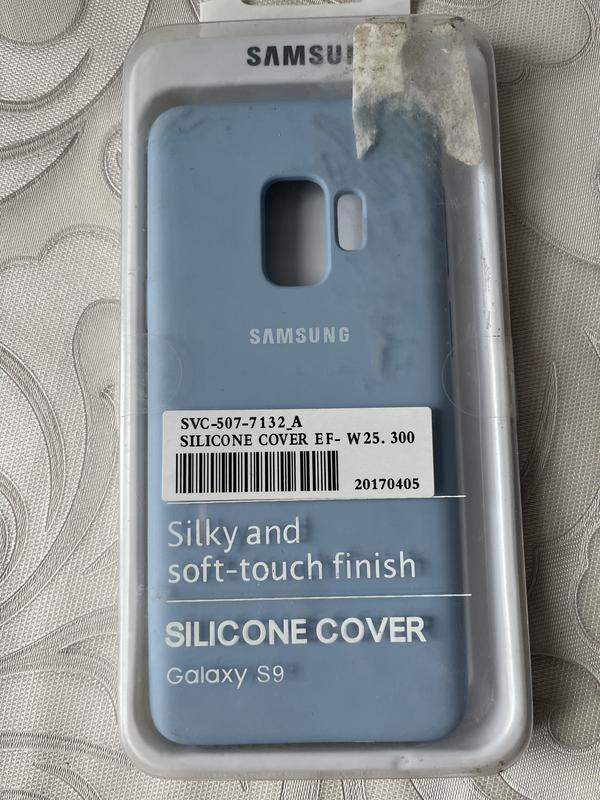 SAMSU
SAMSUNG
SVC-507-7132_A
SILICONE COVER EF- W25. 300
20170405
Silky and
soft-touch finish
SILICONE COVER
Galaxy S9